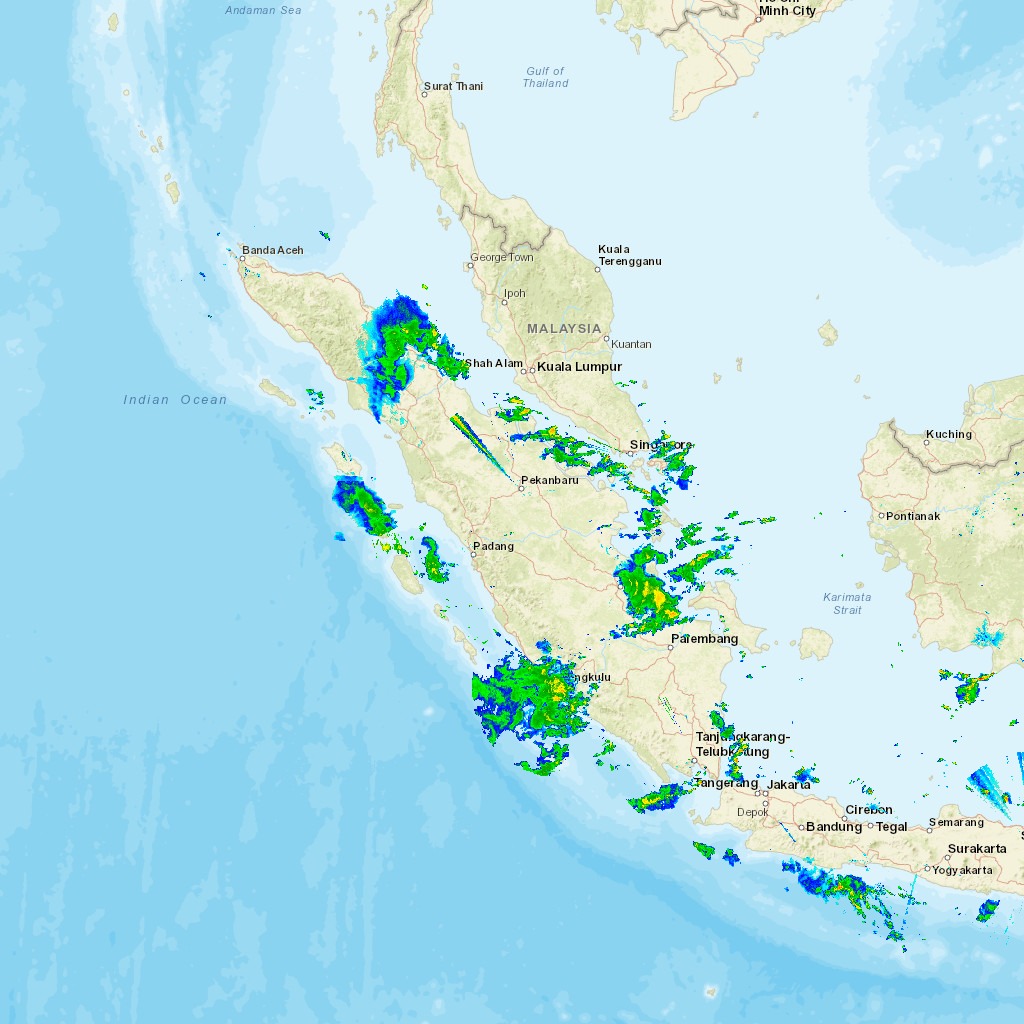 Andaman Sea
Minh City
Gulf of
Thailand
Surat Thani
Banda Aceh
George Town
Kuala
Terengganu
Ipoh
MALAYSIA
Kuantan
Shah Alam
Kuala Lumpur
Indian Ocean
Kuching
Pekanbaru
Pontianak
Padang
Karimata
Strait
Palembang
Tangerang
Jakarta
Depok
Cirebon
Bandung
Tegal
Semarang
Surakarta
Yogyakarta